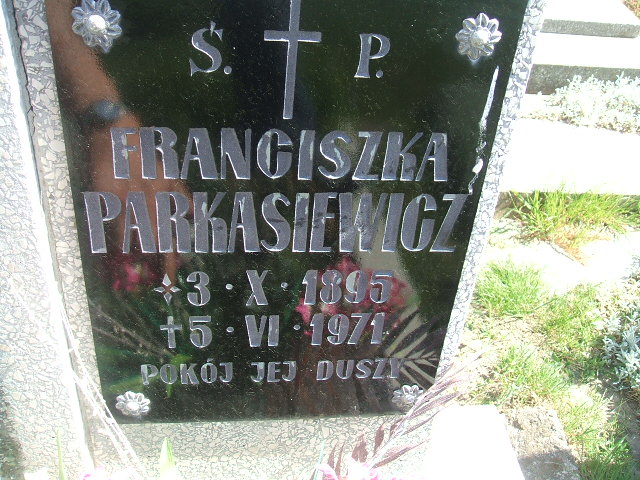 Ś. P.
FRANCISZKA
PARKASIEWICZ
3 · X · 1895
5 · VI · 1971
POKÓJ JEJ DUSZY